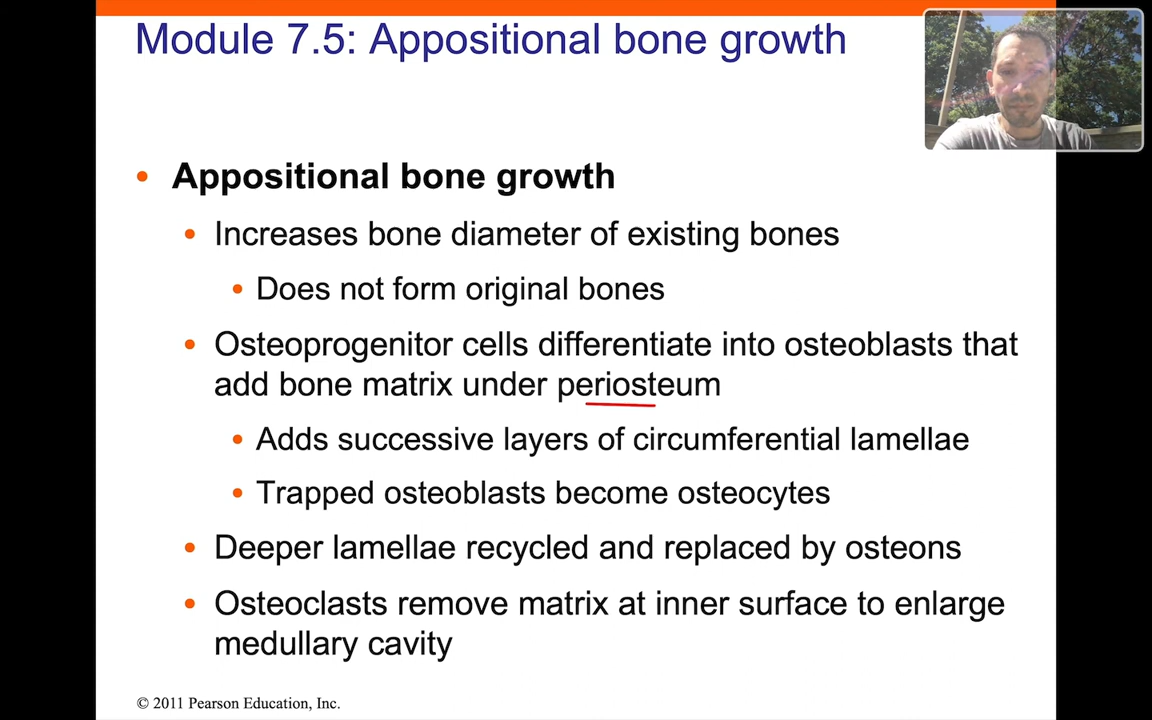 Module 7.5: Appositional bone growth
• Appositional bone growth
• Increases bone diameter of existing bones
• Does not form original bones
• Osteoprogenitor cells differentiate into osteoblasts that
add bone matrix under periosteum
• Adds successive layers of circumferential lamellae
• Trapped osteoblasts become osteocytes
• Deeper lamellae recycled and replaced by osteons
• Osteoclasts remove matrix at inner surface to enlarge
medullary cavity
© 2011 Pearson Education, Inc.